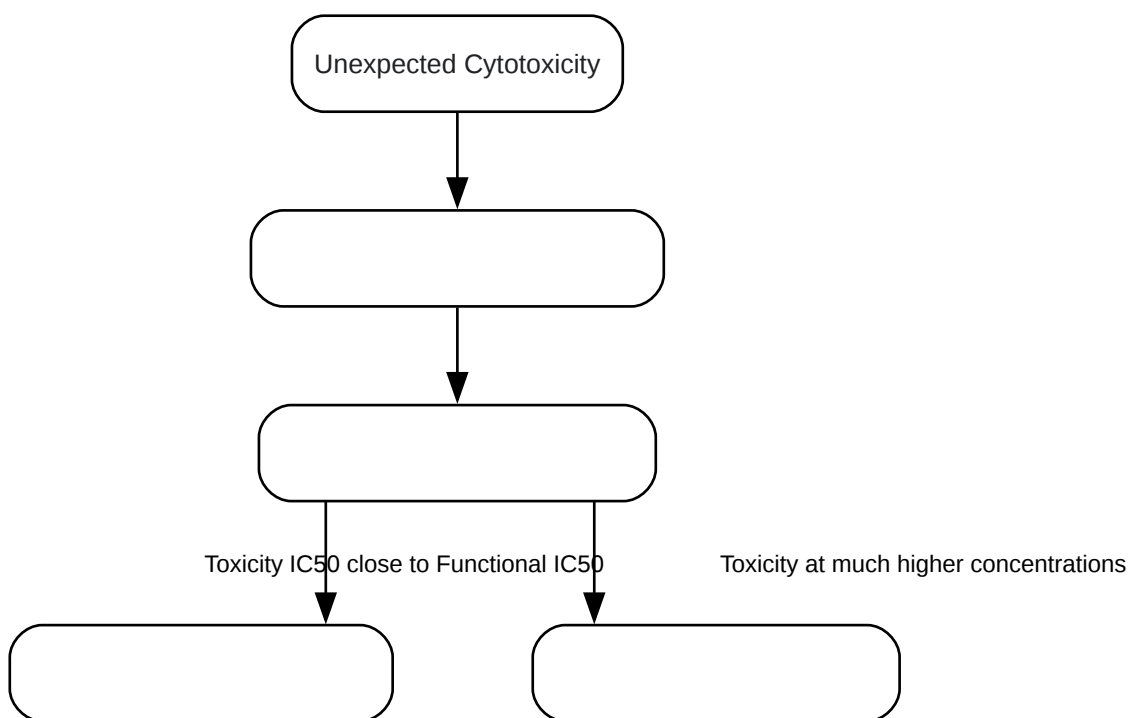 Unexpected Cytotoxicity
Toxicity IC50 close to Functional IC50
Toxicity at much higher concentrations